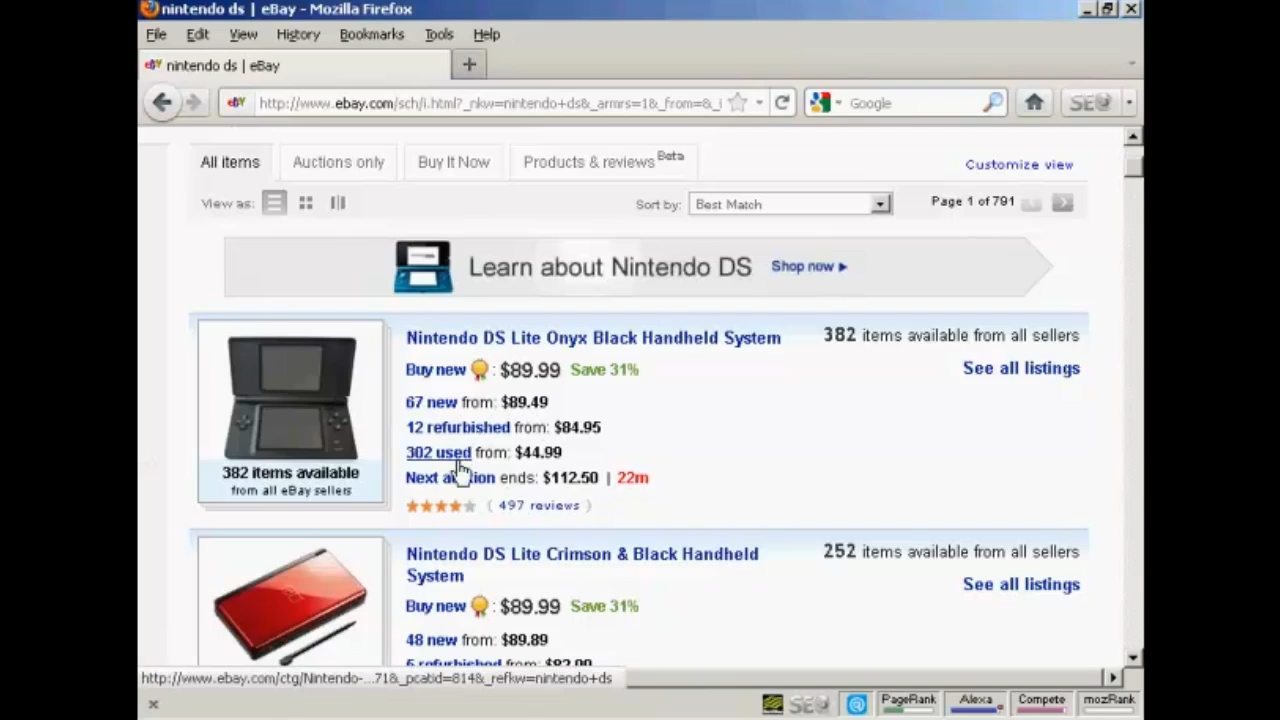 nintendo ds | eBay - Mozilla Firefox
File Edit View History Bookmarks Tools Help
nintendo ds | eBay
http://www.ebay.com/sch/i.html?_nkw=nintendo+ds&_armrs=1&_from=&_i Google SEO
All items Auctions only Buy It Now Products & reviews Beta Customize view
View as: Sort by: Best Match Page 1 of 791
Learn about Nintendo DS Shop now
Nintendo DS Lite Onyx Black Handheld System 382 items available from all sellers
Buy new : $89.99 Save 31% See all listings
67 new from: $89.49
12 refurbished from: $84.95
302 used from: $44.99
382 items available
Next auction ends: $112.50 | 22m
from all eBay sellers
( 497 reviews )
Nintendo DS Lite Crimson & Black Handheld 252 items available from all sellers
System See all listings
Buy new : $89.99 Save 31%
48 new from: $89.89
refurbished from:
http://www.ebay.com/ctg/Nintendo-...71&_pcatid=814&_refkw=nintendo+ds
x SEO @ PageRank Alexa Compete mozRank